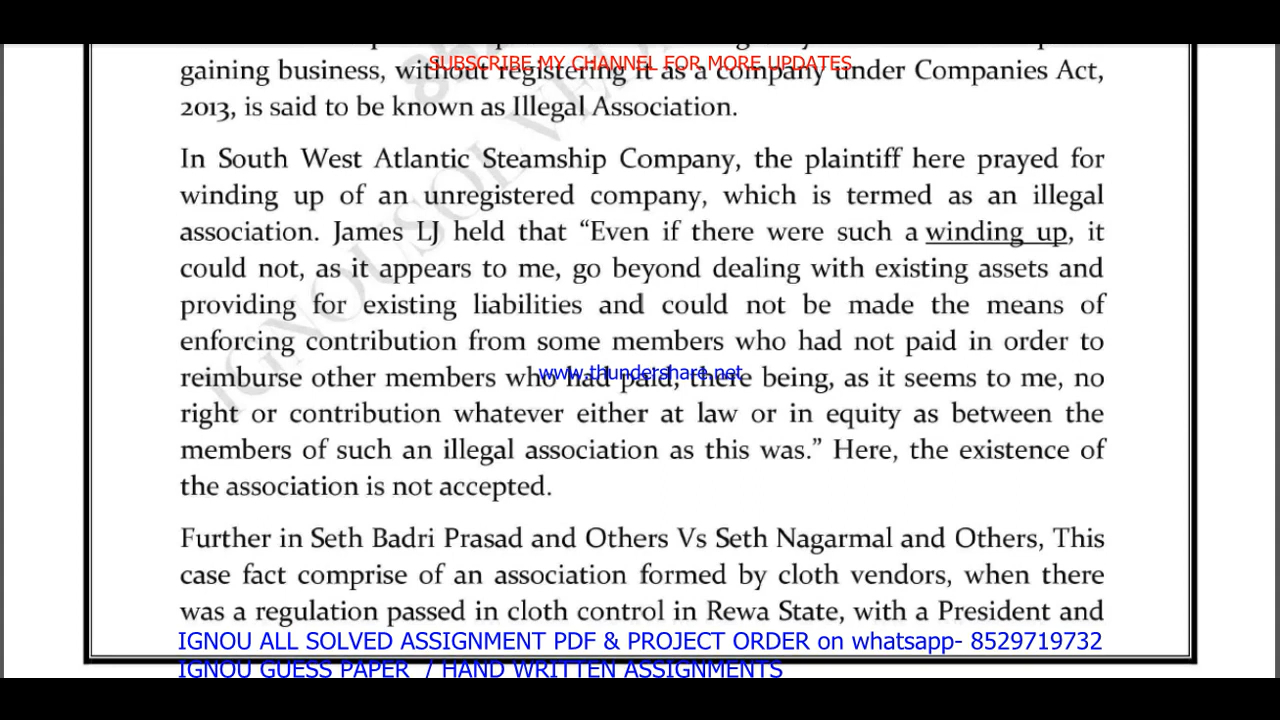 SUBSCRIBE MY CHANNEL FOR MORE UPDATES
gaining business, without registering it as a company under Companies Act,
2013, is said to be known as Illegal Association.
In South West Atlantic Steamship Company, the plaintiff here prayed for
winding up of an unregistered company, which is termed as an illegal
association. James LJ held that “Even if there were such a winding up, it
could not, as it appears to me, go beyond dealing with existing assets and
providing for existing liabilities and could not be made the means of
enforcing contribution from some members who had not paid in order to
www.thundershare.net
reimburse other members who had paid, there being, as it seems to me, no
right or contribution whatever either at law or in equity as between the
members of such an illegal association as this was.” Here, the existence of
the association is not accepted.
Further in Seth Badri Prasad and Others Vs Seth Nagarmal and Others, This
case fact comprise of an association formed by cloth vendors, when there
was a regulation passed in cloth control in Rewa State, with a President and
IGNOU ALL SOLVED ASSIGNMENT PDF & PROJECT ORDER on whatsapp- 8529719732
IGNOU GUESS PAPER / HAND WRITTEN ASSIGNMENTS